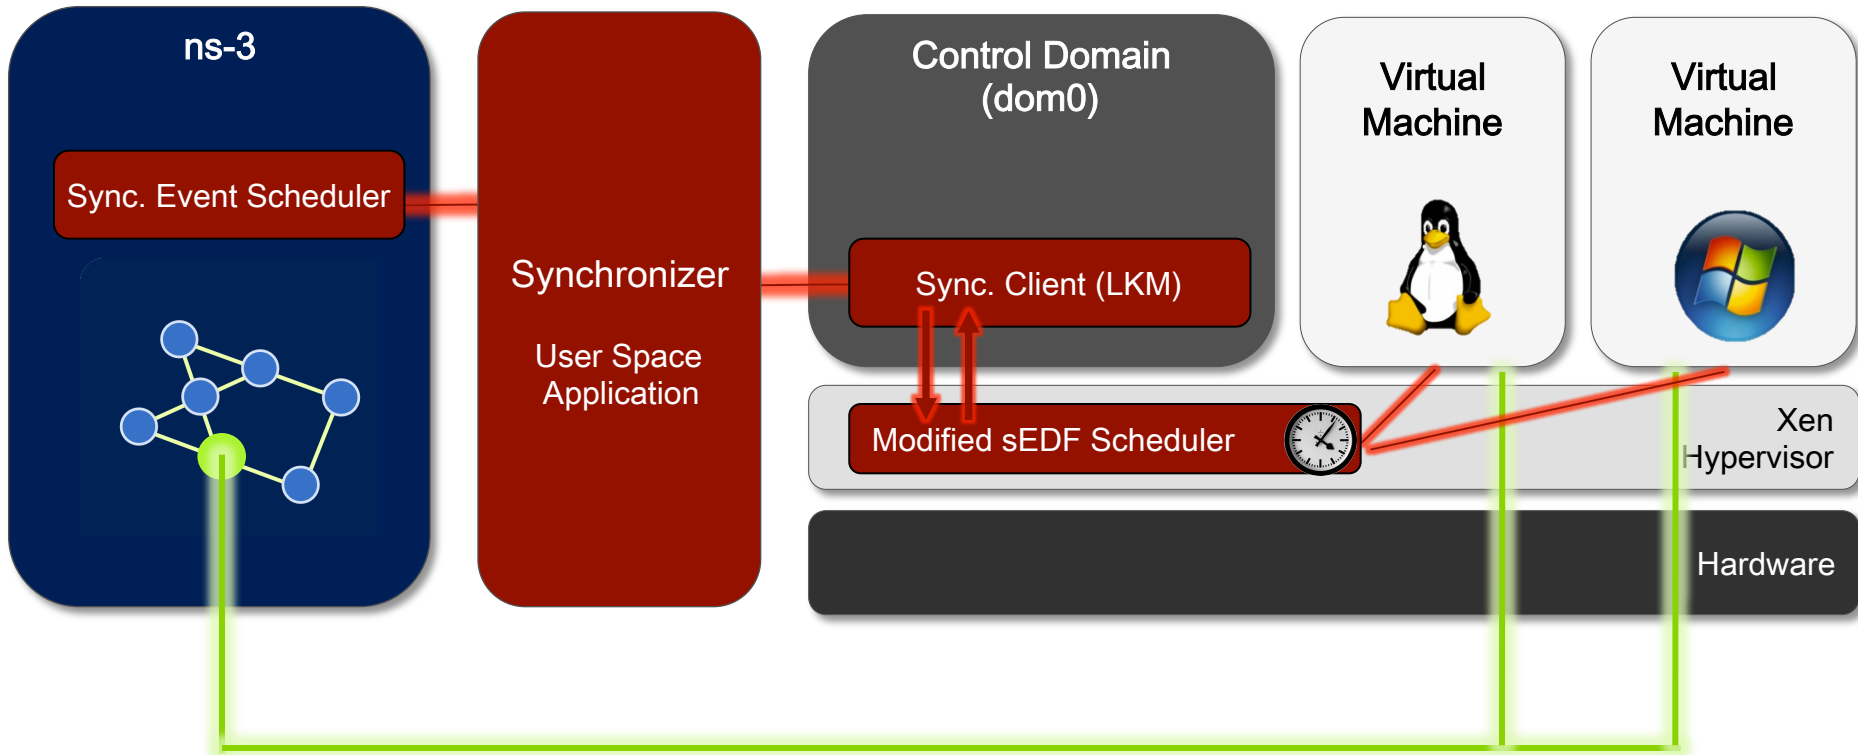 ns-3
Sync. Event Scheduler
Synchronizer
User Space
Application
Control Domain
(dom0)
Sync. Client (LKM)
Modified sEDF Scheduler
Virtual
Machine
Virtual
Machine
Xen
Hypervisor
Hardware